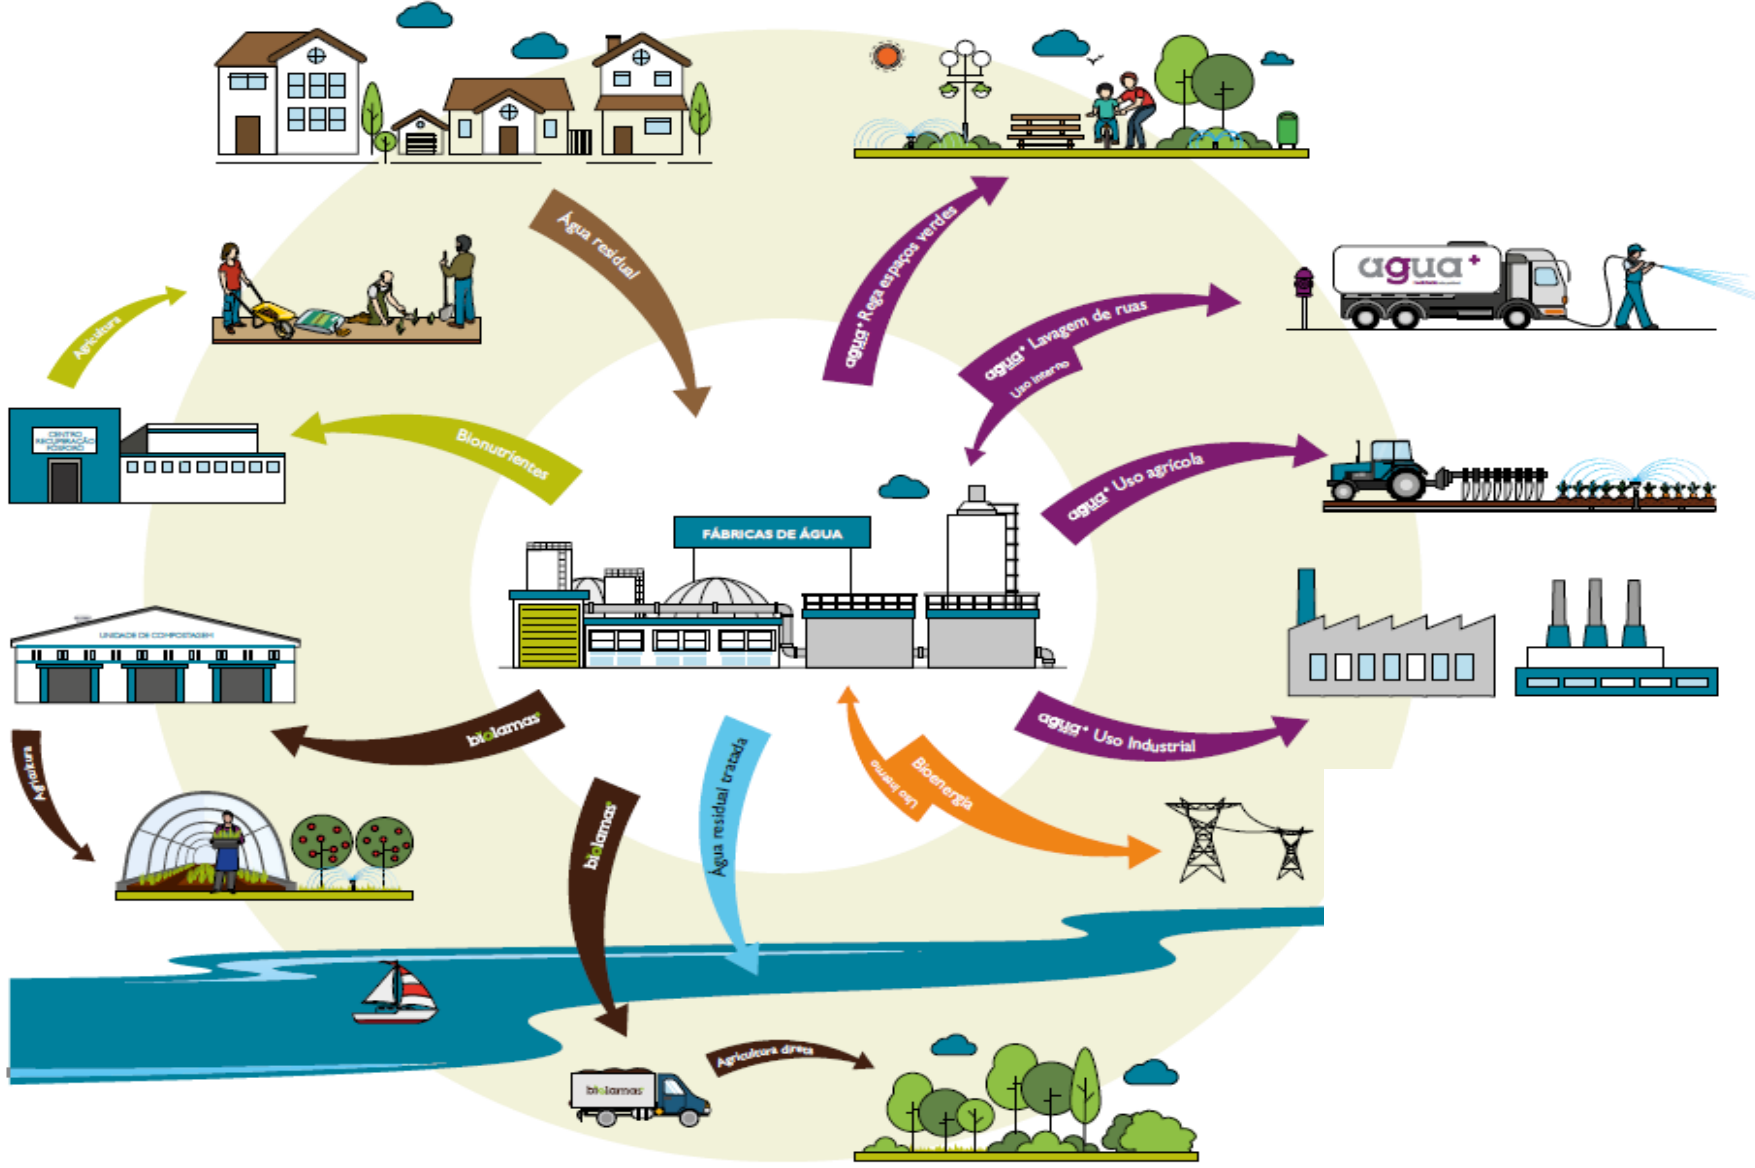 Água residual
agua+ Rega espaços verdes
agua+
agua+ Lavagem de ruas
Uso interno
Agricultura
Bionutrientes
CENTRO
RECUPERAÇÃO
FÓSFORO
agua+ Uso agrícola
FÁBRICAS DE ÁGUA
UNIDADE DE COMPOSTAGEM
biolamas
agua+ Uso Industrial
Agricultura
Água residual tratada
Bioenergia
Uso interno
biolamas
Agricultura direta
biolamas